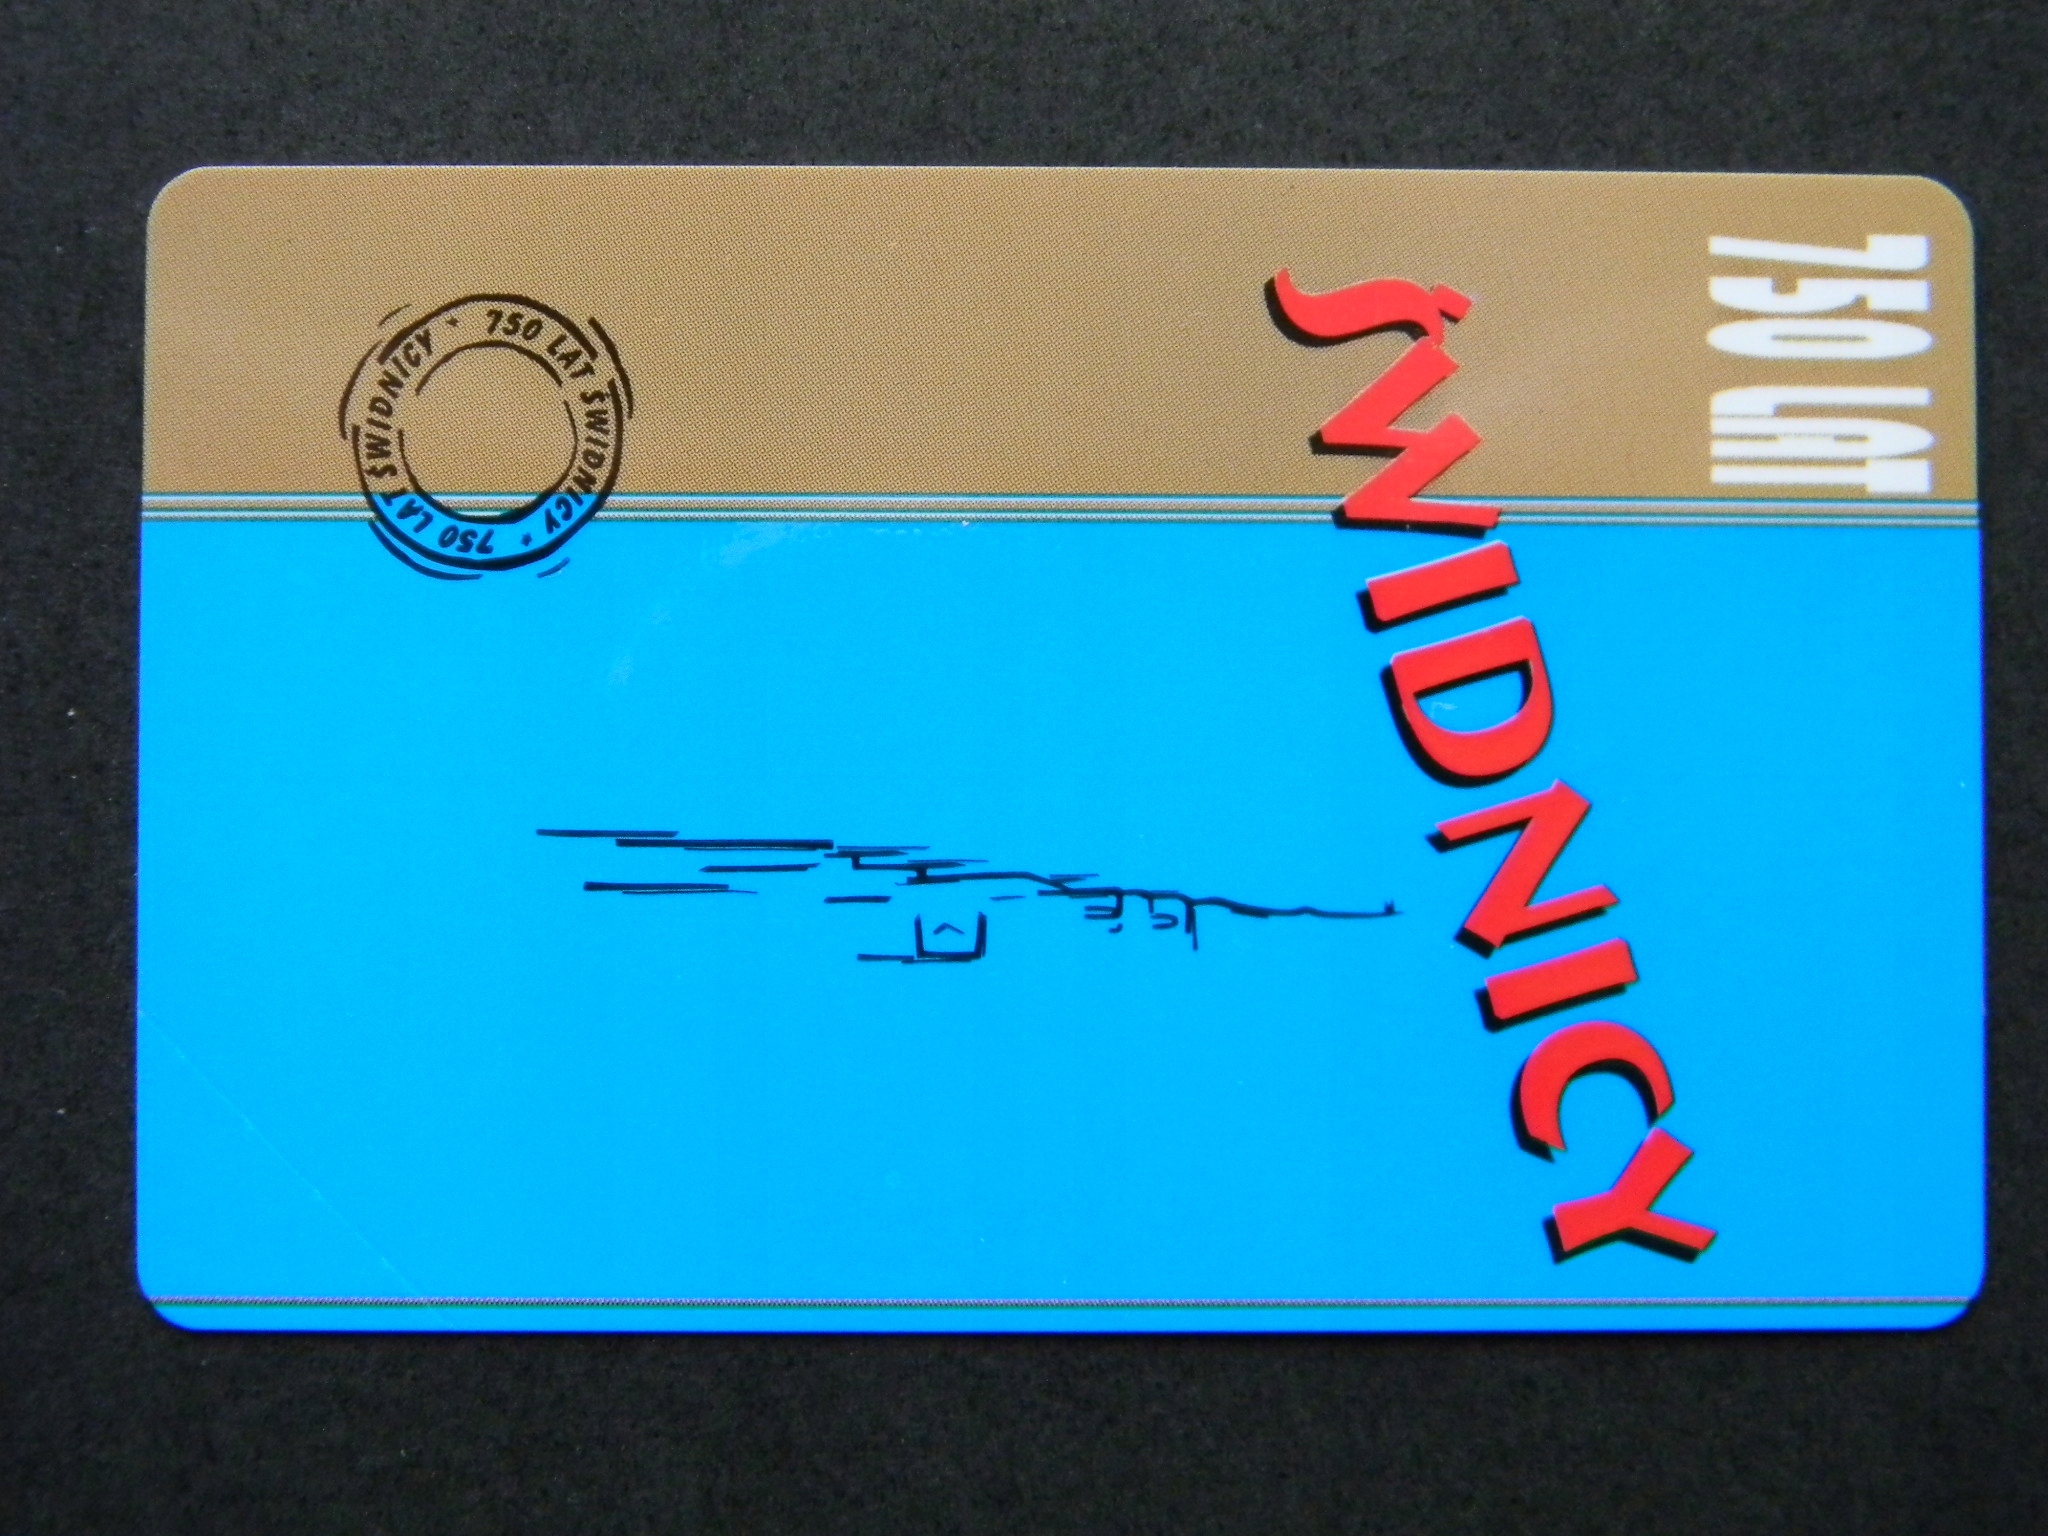 750 LAT
ŚWIDNICY
750 LAT ŚWIDNICY * 750 LAT ŚWIDNICY *